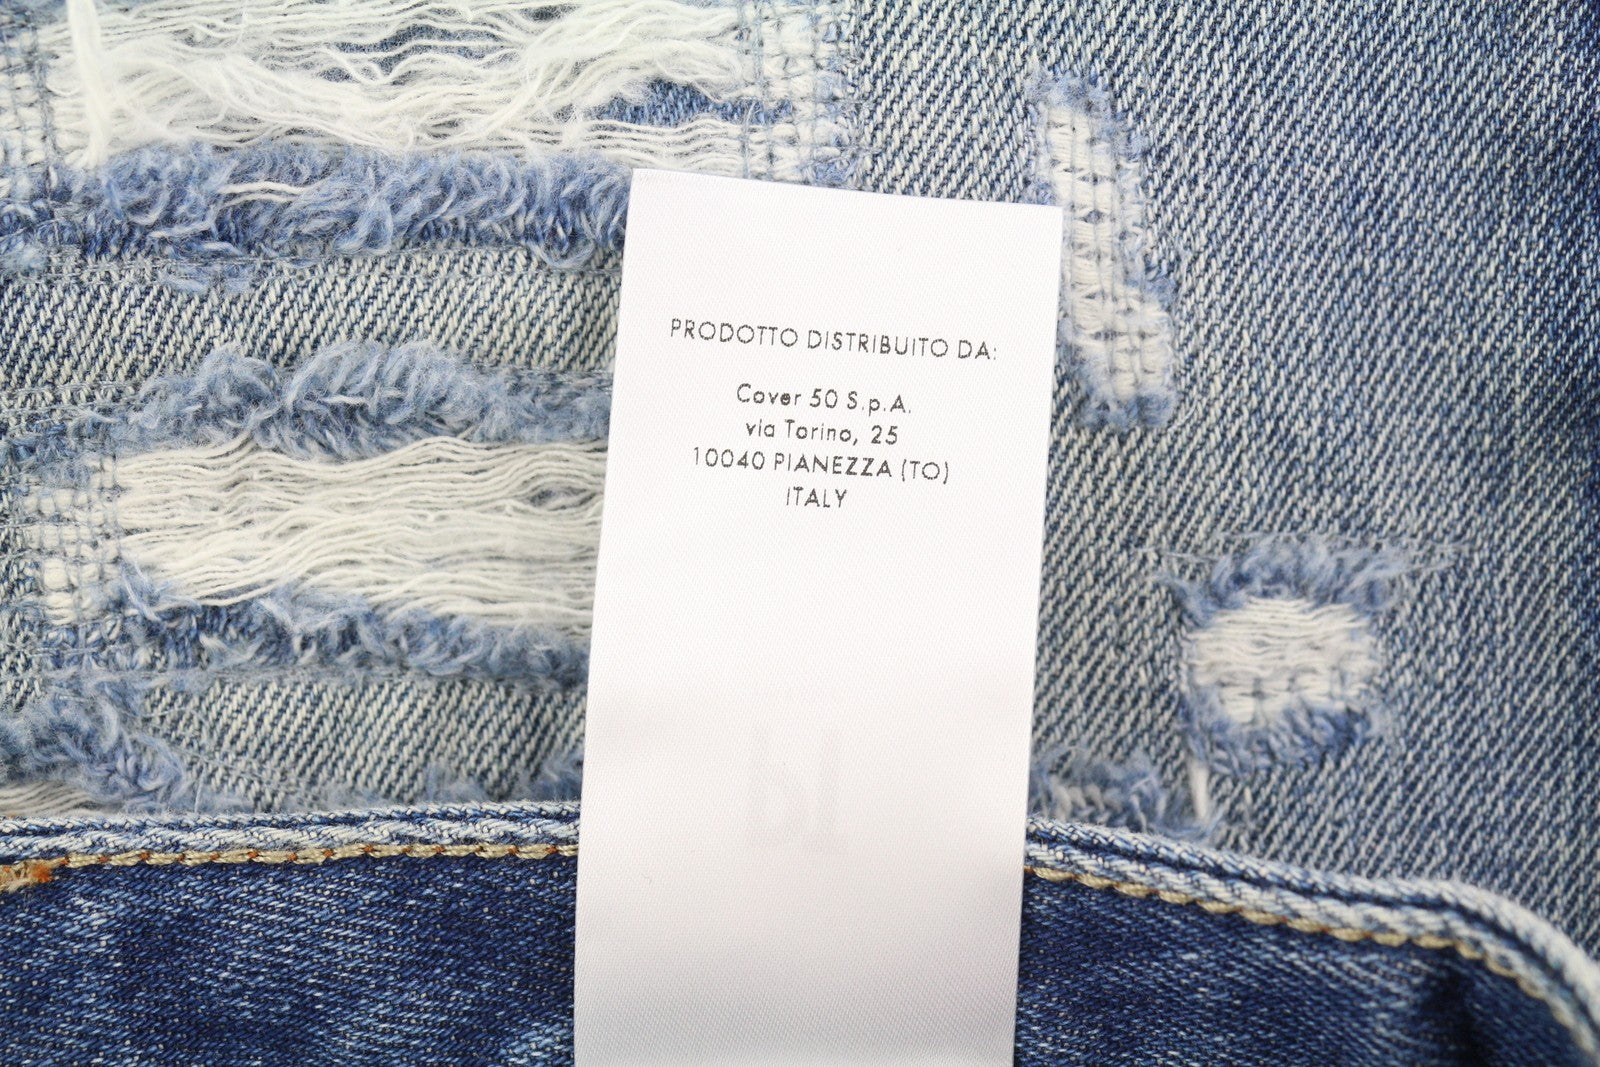 PRODOTTO DISTRIBUITO DA:
Cover 50 S.p.A.
via Torino, 25
10040 PIANEZZA (TO)
ITALY